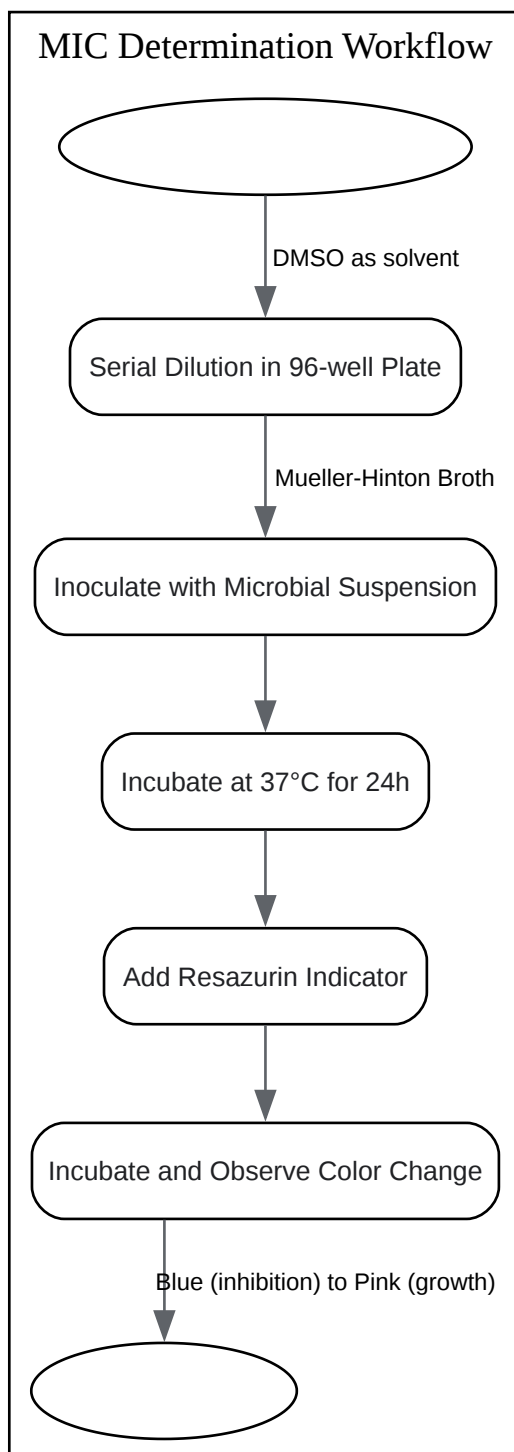 MIC Determination Workflow
DMSO as solvent
Serial Dilution in 96-well Plate
Mueller-Hinton Broth
Inoculate with Microbial Suspension
Incubate at 37°C for 24h
Add Resazurin Indicator
Incubate and Observe Color Change
Blue (inhibition) to Pink (growth)